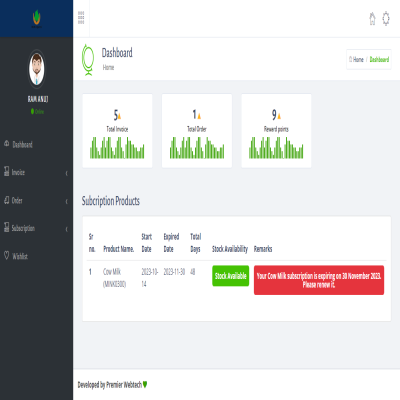 Dashboard
Home
Home Dashboard
RAM ANUJ
Online
Dashboard
Invoice
Order
Subscription
Wishlist
5
Total Invoice
1
Total Order
9
Reward points
Subcription Products
Sr no. Product Name. Start Date Expired Date Total Days Stock Availability Remarks
1 Cow Milk (MINK0300) 2023-10-14 2023-11-30 48 Stock Available Your Cow Milk subscription is expiring on 30 November 2023. Please renew it.
Developed by Premier Webtech